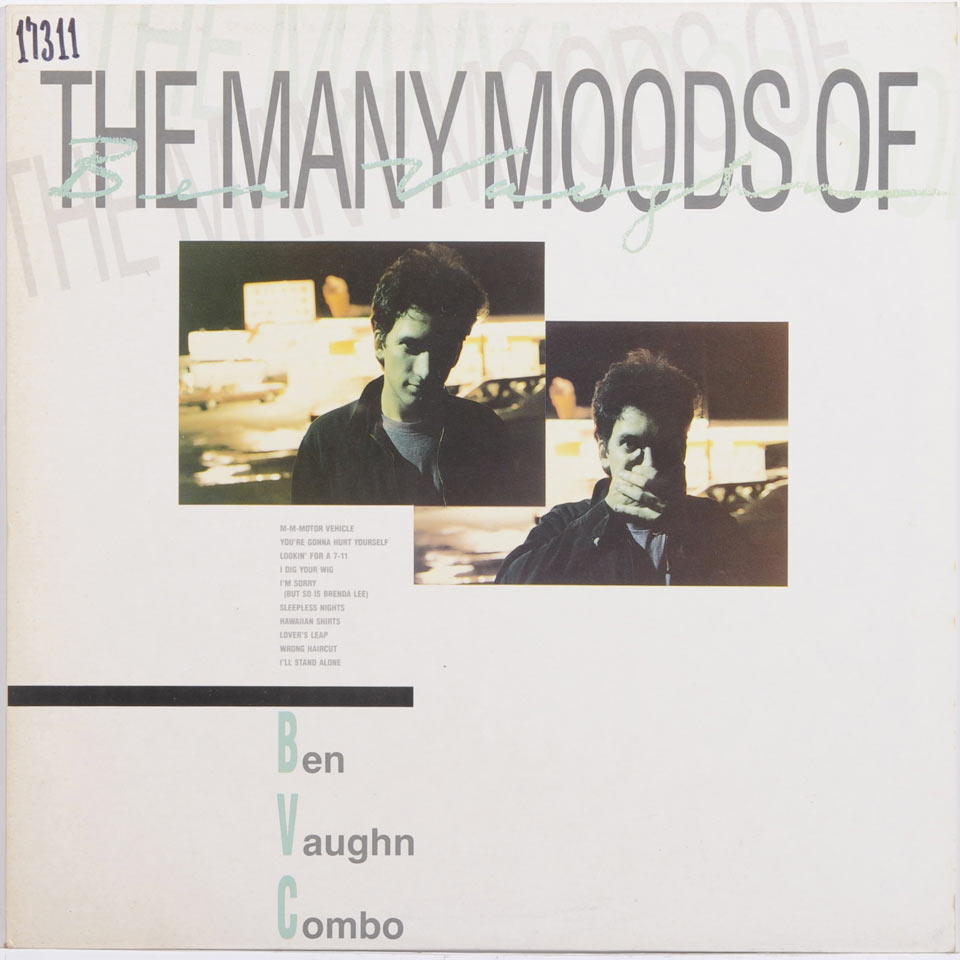 17311
THE MANY MOODS OF
Ben Vaughn
M-M-MOTOR VEHICLE
YOU'RE GONNA HURT YOURSELF
LOOKIN' FOR A 7-11
I DIG YOUR WIG
I'M SORRY
(BUT SO IS BRENDA LEE)
SLEEPLESS NIGHTS
HAWAIIAN SHIRTS
LOVER'S LEAP
WRONG HAIRCUT
I'LL STAND ALONE
Ben
Vaughn
Combo